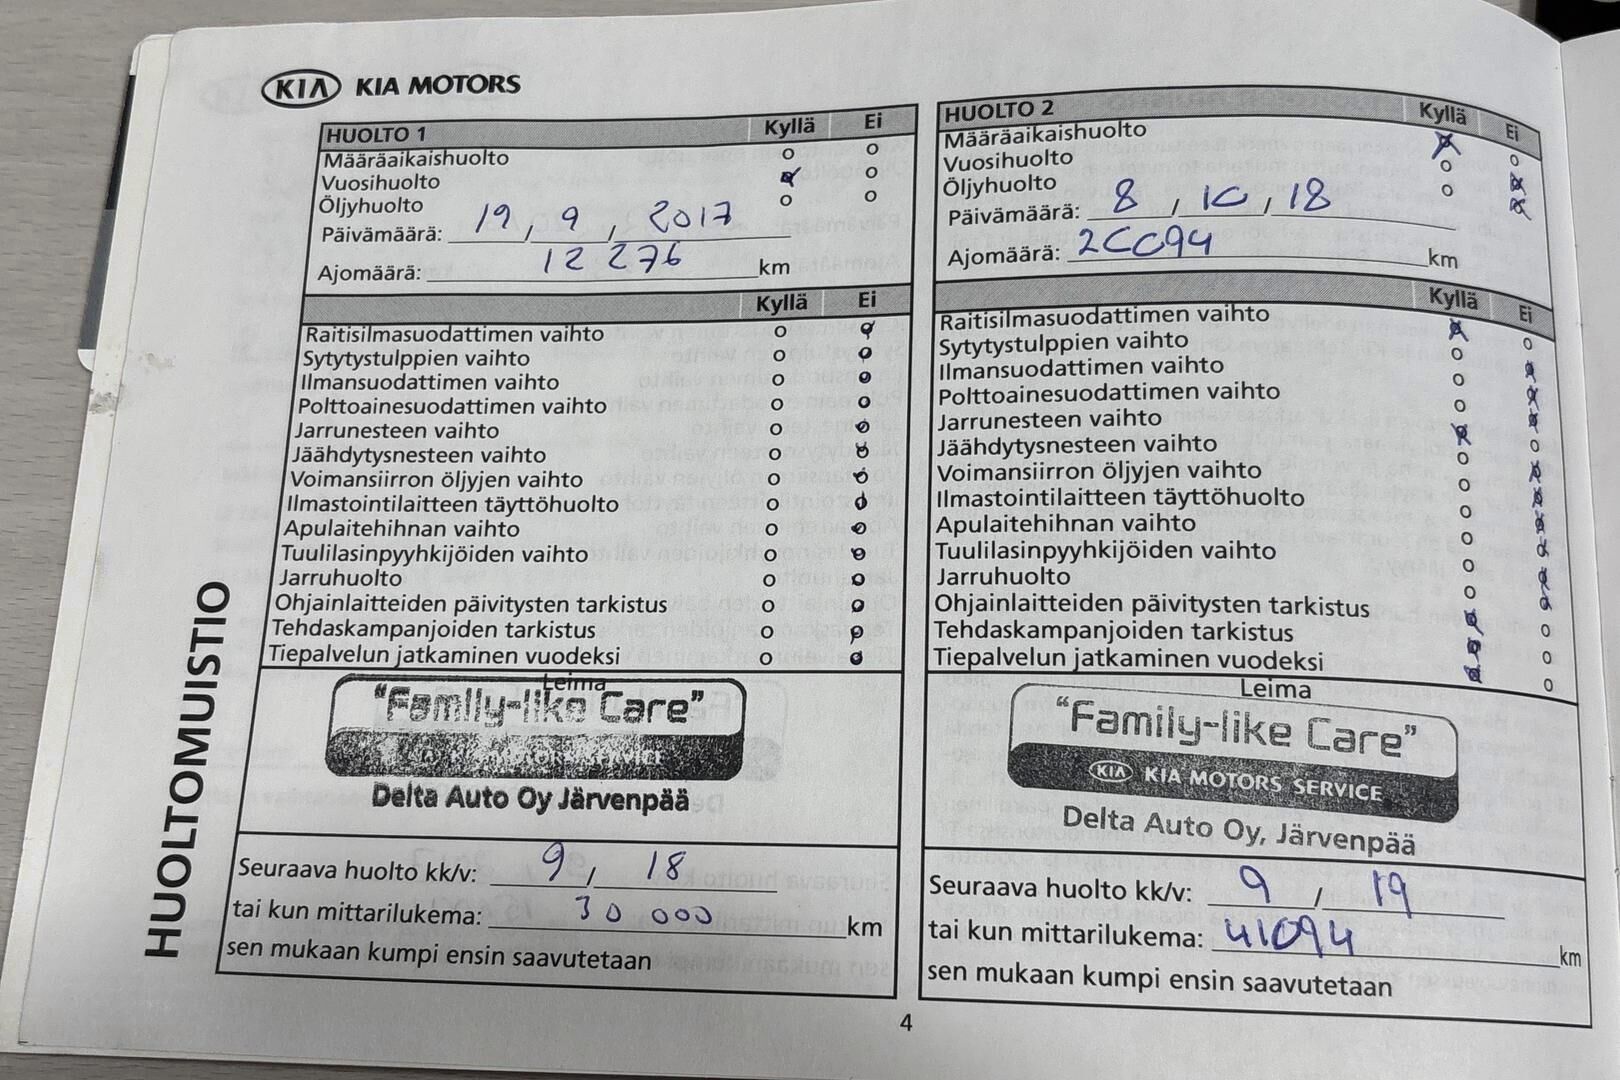 KIA KIA MOTORS
HUOLTOMUISTIO
HUOLTO 1 Kyllä Ei
Määräaikaishuolto
Vuosihuolto
Öljyhuolto
Päivämäärä: 19, 9, 2017
Ajomäärä: 12 276 km
Kyllä Ei
Raitisilmasuodattimen vaihto
Sytytystulppien vaihto
Ilmansuodattimen vaihto
Polttoainesuodattimen vaihto
Jarrunesteen vaihto
Jäähdytysnesteen vaihto
Voimansiirron öljyjen vaihto
Ilmastointilaitteen täyttöhuolto
Apulaitehihnan vaihto
Tuulilasinpyyhkijöiden vaihto
Jarruhuolto
Ohjainlaitteiden päivitysten tarkistus
Tehdaskampanjoiden tarkistus
Tiepalvelun jatkaminen vuodeksi
Leima
"Family-like Care"
Delta Auto Oy Järvenpää
Seuraava huolto kk/v: 9, 18
tai kun mittarilukema: 30 000 km
sen mukaan kumpi ensin saavutetaan
HUOLTO 2 Kyllä Ei
Määräaikaishuolto
Vuosihuolto
Öljyhuolto
Päivämäärä: 8, 10, 18
Ajomäärä: 26094 km
Kyllä Ei
Raitisilmasuodattimen vaihto
Sytytystulppien vaihto
Ilmansuodattimen vaihto
Polttoainesuodattimen vaihto
Jarrunesteen vaihto
Jäähdytysnesteen vaihto
Voimansiirron öljyjen vaihto
Ilmastointilaitteen täyttöhuolto
Apulaitehihnan vaihto
Tuulilasinpyyhkijöiden vaihto
Jarruhuolto
Ohjainlaitteiden päivitysten tarkistus
Tehdaskampanjoiden tarkistus
Tiepalvelun jatkaminen vuodeksi
Leima
"Family-like Care"
KIA KIA MOTORS SERVICE
Delta Auto Oy, Järvenpää
Seuraava huolto kk/v: 9 / 19
tai kun mittarilukema: 41094 km
sen mukaan kumpi ensin saavutetaan
4